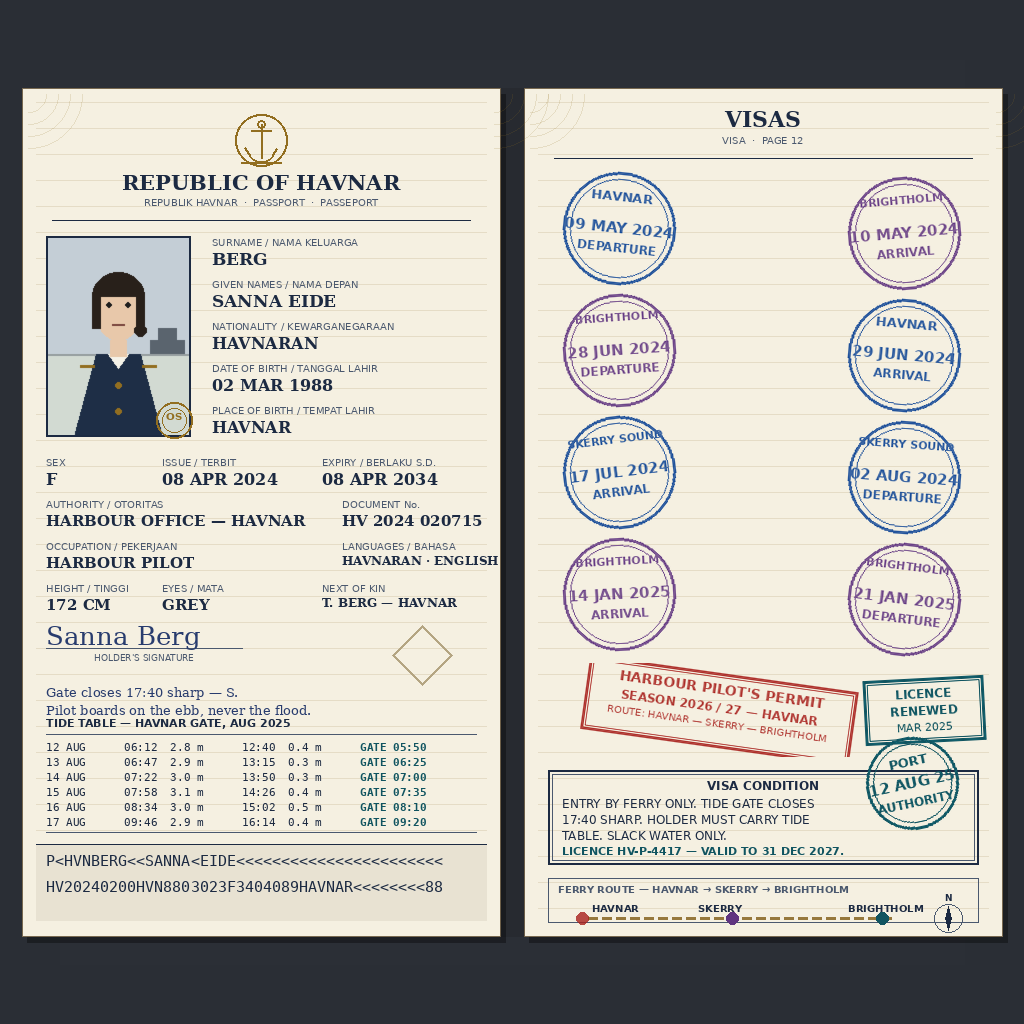 REPUBLIC OF HAVNAR
REPUBLIK HAVNAR · PASSPORT · PASSEPORT
SURNAME / NAMA KELUARGA
BERG
GIVEN NAMES / NAMA DEPAN
SANNA EIDE
NATIONALITY / KEWARGANEGARAAN
HAVNARAN
DATE OF BIRTH / TANGGAL LAHIR
02 MAR 1988
PLACE OF BIRTH / TEMPAT LAHIR
HAVNAR
OS
SEX ISSUE / TERBIT EXPIRY / BERLAKU S.D.
F 08 APR 2024 08 APR 2034
AUTHORITY / OTORITAS DOCUMENT No.
HARBOUR OFFICE — HAVNAR HV 2024 020715
OCCUPATION / PEKERJAAN LANGUAGES / BAHASA
HARBOUR PILOT HAVNARAN · ENGLISH
HEIGHT / TINGGI EYES / MATA NEXT OF KIN
172 CM GREY T. BERG — HAVNAR
Sanna Berg
HOLDER'S SIGNATURE
Gate closes 17:40 sharp — S.
Pilot boards on the ebb, never the flood.
TIDE TABLE — HAVNAR GATE, AUG 2025
12 AUG 06:12 2.8 m 12:40 0.4 m GATE 05:50
13 AUG 06:47 2.9 m 13:15 0.3 m GATE 06:25
14 AUG 07:22 3.0 m 13:50 0.3 m GATE 07:00
15 AUG 07:58 3.1 m 14:26 0.4 m GATE 07:35
16 AUG 08:34 3.0 m 15:02 0.5 m GATE 08:10
17 AUG 09:46 2.9 m 16:14 0.4 m GATE 09:20
P<HVNBERG<<SANNA<EIDE<<<<<<<<<<<<<<<<<<<<<<<
HV20240200HVN8803023F3404089HAVNAR<<<<<<<<88
VISAS
VISA · PAGE 12
HAVNAR
09 MAY 2024
DEPARTURE
BRIGHTHOLM
10 MAY 2024
ARRIVAL
BRIGHTHOLM
28 JUN 2024
DEPARTURE
HAVNAR
29 JUN 2024
ARRIVAL
SKERRY SOUND
17 JUL 2024
ARRIVAL
SKERRY SOUND
02 AUG 2024
DEPARTURE
BRIGHTHOLM
14 JAN 2025
ARRIVAL
BRIGHTHOLM
21 JAN 2025
DEPARTURE
HARBOUR PILOT'S PERMIT
SEASON 2026 / 27 — HAVNAR
ROUTE: HAVNAR — SKERRY — BRIGHTHOLM
LICENCE
RENEWED
MAR 2025
PORT
12 AUG 25
AUTHORITY
VISA CONDITION
ENTRY BY FERRY ONLY. TIDE GATE CLOSES
17:40 SHARP. HOLDER MUST CARRY TIDE
TABLE. SLACK WATER ONLY.
LICENCE HV-P-4417 — VALID TO 31 DEC 2027.
FERRY ROUTE — HAVNAR → SKERRY → BRIGHTHOLM
HAVNAR SKERRY BRIGHTHOLM
N